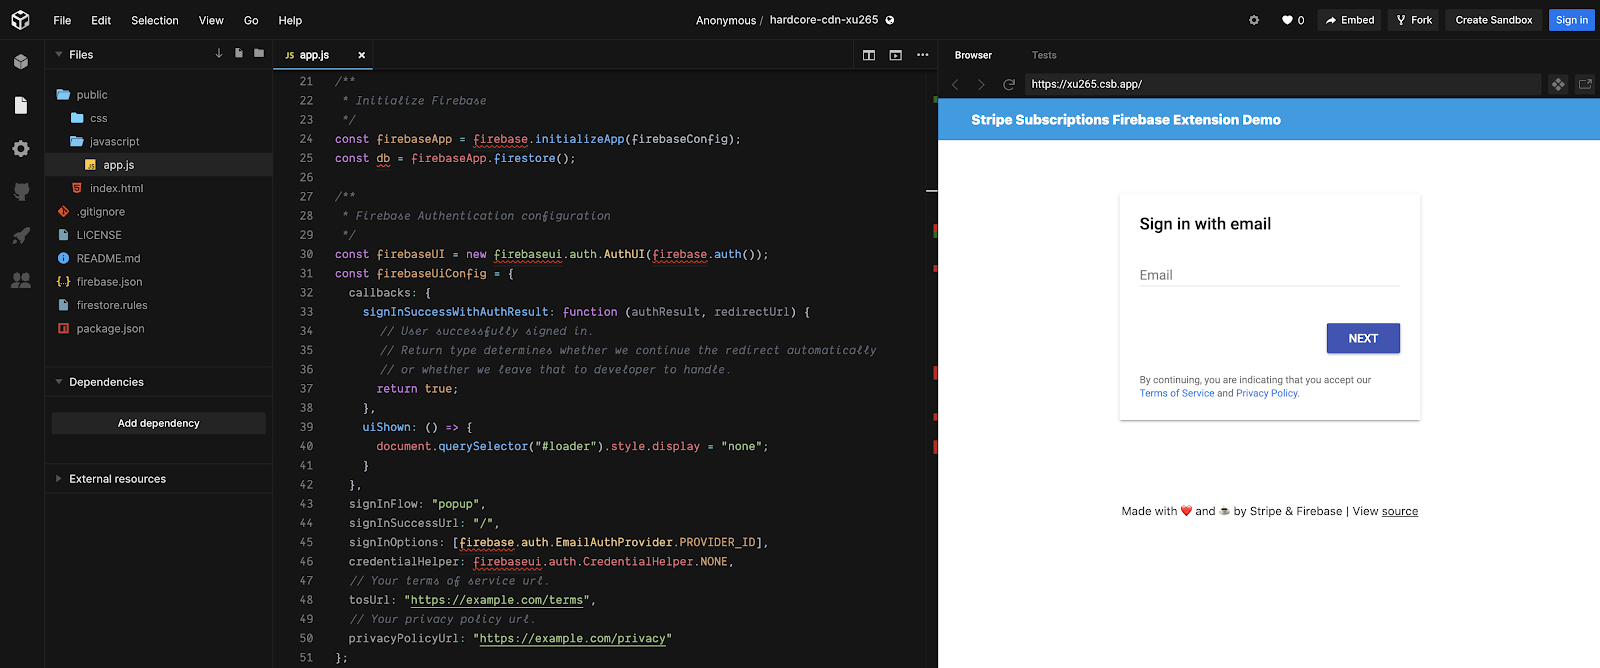 File Edit Selection View Go Help
Anonymous / hardcore-cdn-xu265
0 Embed Fork Create Sandbox Sign in
Files
public
css
javascript
JS app.js
index.html
.gitignore
LICENSE
README.md
{.} firebase.json
firestore.rules
package.json
Dependencies
Add dependency
External resources
JS app.js x
21 /**
22 * Initialize Firebase
23 */
24 const firebaseApp = firebase.initializeApp(firebaseConfig);
25 const db = firebaseApp.firestore();
26
27 /**
28 * Firebase Authentication configuration
29 */
30 const firebaseUI = new firebaseui.auth.AuthUI(firebase.auth());
31 const firebaseUiConfig = {
32 callbacks: {
33 signInSuccessWithAuthResult: function (authResult, redirectUrl) {
34 // User successfully signed in.
35 // Return type determines whether we continue the redirect automatically
36 // or whether we leave that to developer to handle.
37 return true;
38 },
39 uiShown: () => {
40 document.querySelector("#loader").style.display = "none";
41 }
42 },
43 signInFlow: "popup",
44 signInSuccessUrl: "/",
45 signInOptions: [firebase.auth.EmailAuthProvider.PROVIDER_ID],
46 credentialHelper: firebaseui.auth.CredentialHelper.NONE,
47 // Your terms of service url.
48 tosUrl: "https://example.com/terms",
49 // Your privacy policy url.
50 privacyPolicyUrl: "https://example.com/privacy"
51 };
Browser Tests
https://xu265.csb.app/
Stripe Subscriptions Firebase Extension Demo
Sign in with email
Email
NEXT
By continuing, you are indicating that you accept our
Terms of Service and Privacy Policy.
Made with ❤️ and ☕ by Stripe & Firebase | View source